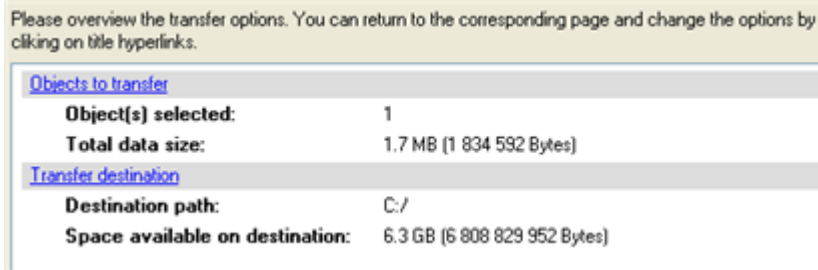 Please overview the transfer options. You can return to the corresponding page and change the options by
cliking on title hyperlinks.
Objects to transfer
Object(s) selected: 1
Total data size: 1.7 MB (1 834 592 Bytes)
Transfer destination
Destination path: C:/
Space available on destination: 6.3 GB (6 808 829 952 Bytes)